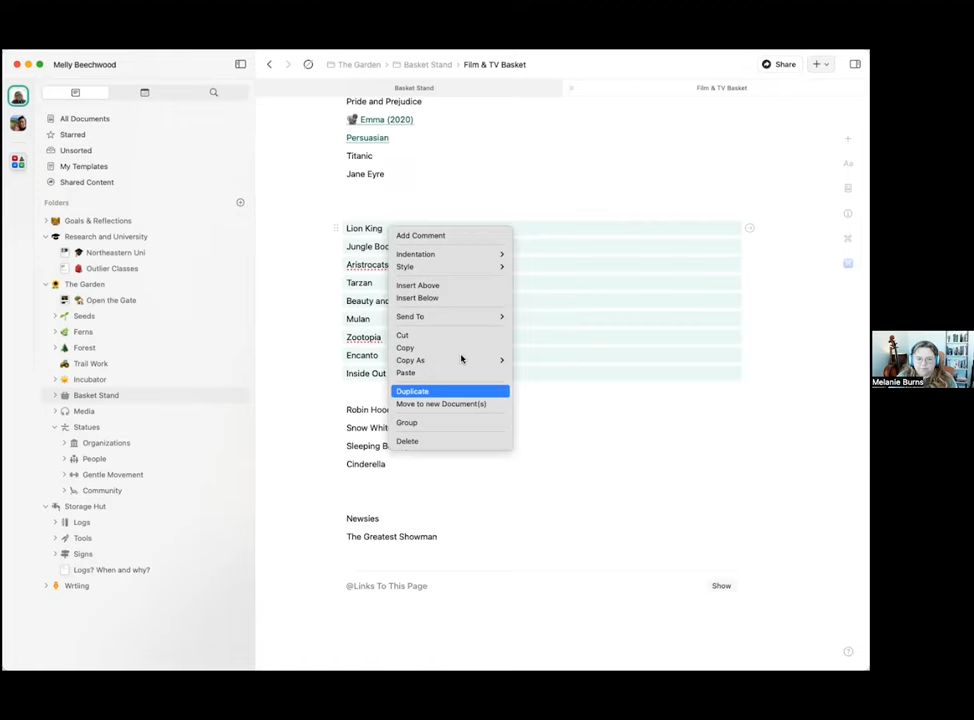 Melly Beechwood
The Garden
Basket Stand
Film & TV Basket
Share
Basket Stand
Film & TV Basket
All Documents
Starred
Unsorted
My Templates
Shared Content
Folders
Goals & Reflections
Research and University
Northeastern Uni
Outlier Classes
The Garden
Open the Gate
Seeds
Ferns
Forest
Trail Work
Incubator
Basket Stand
Media
Statues
Organizations
People
Gentle Movement
Community
Storage Hut
Logs
Tools
Signs
Logs? When and why?
Writing
Pride and Prejudice
Emma (2020)
Persuasian
Titanic
Jane Eyre
Lion King
Jungle Boo
Aristrocats
Tarzan
Beauty and
Mulan
Zootopia
Encanto
Inside Out
Robin Hoo
Snow Whit
Sleeping B
Cinderella
Newsies
The Greatest Showman
@Links To This Page
Show
Add Comment
Indentation
Style
Insert Above
Insert Below
Send To
Cut
Copy
Copy As
Paste
Duplicate
Move to new Document(s)
Group
Delete
Aa
Melanie Burns